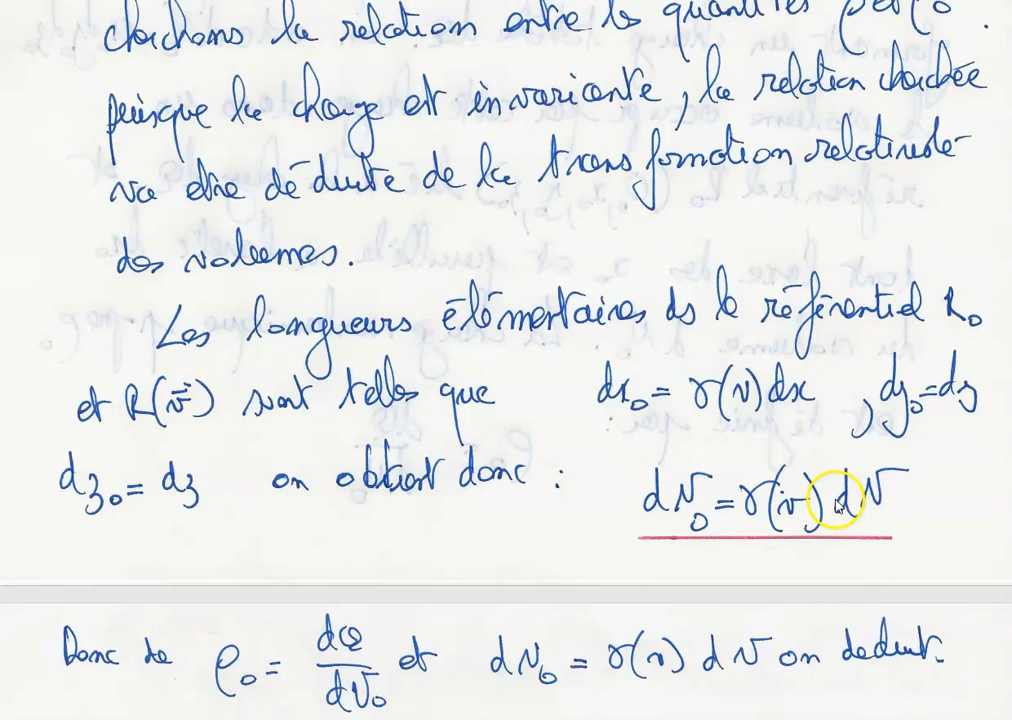 cherchons la relation entre les quantités ρ et ρ0.
puisque la charge est invariante, la relation cherchée
va etre déduite de la transformation relativiste
des volumes.
Les longueurs élémentaires ds le référentiel R0
et R(v⃗) sont telles que dx0 = γ(v)dx , dy0 = dy
dz0 = dz on obtient donc : dV0 = γ(v) dV
Donc de ρ0 = dQ/dV0 et dV0 = γ(v) dV on deduit: